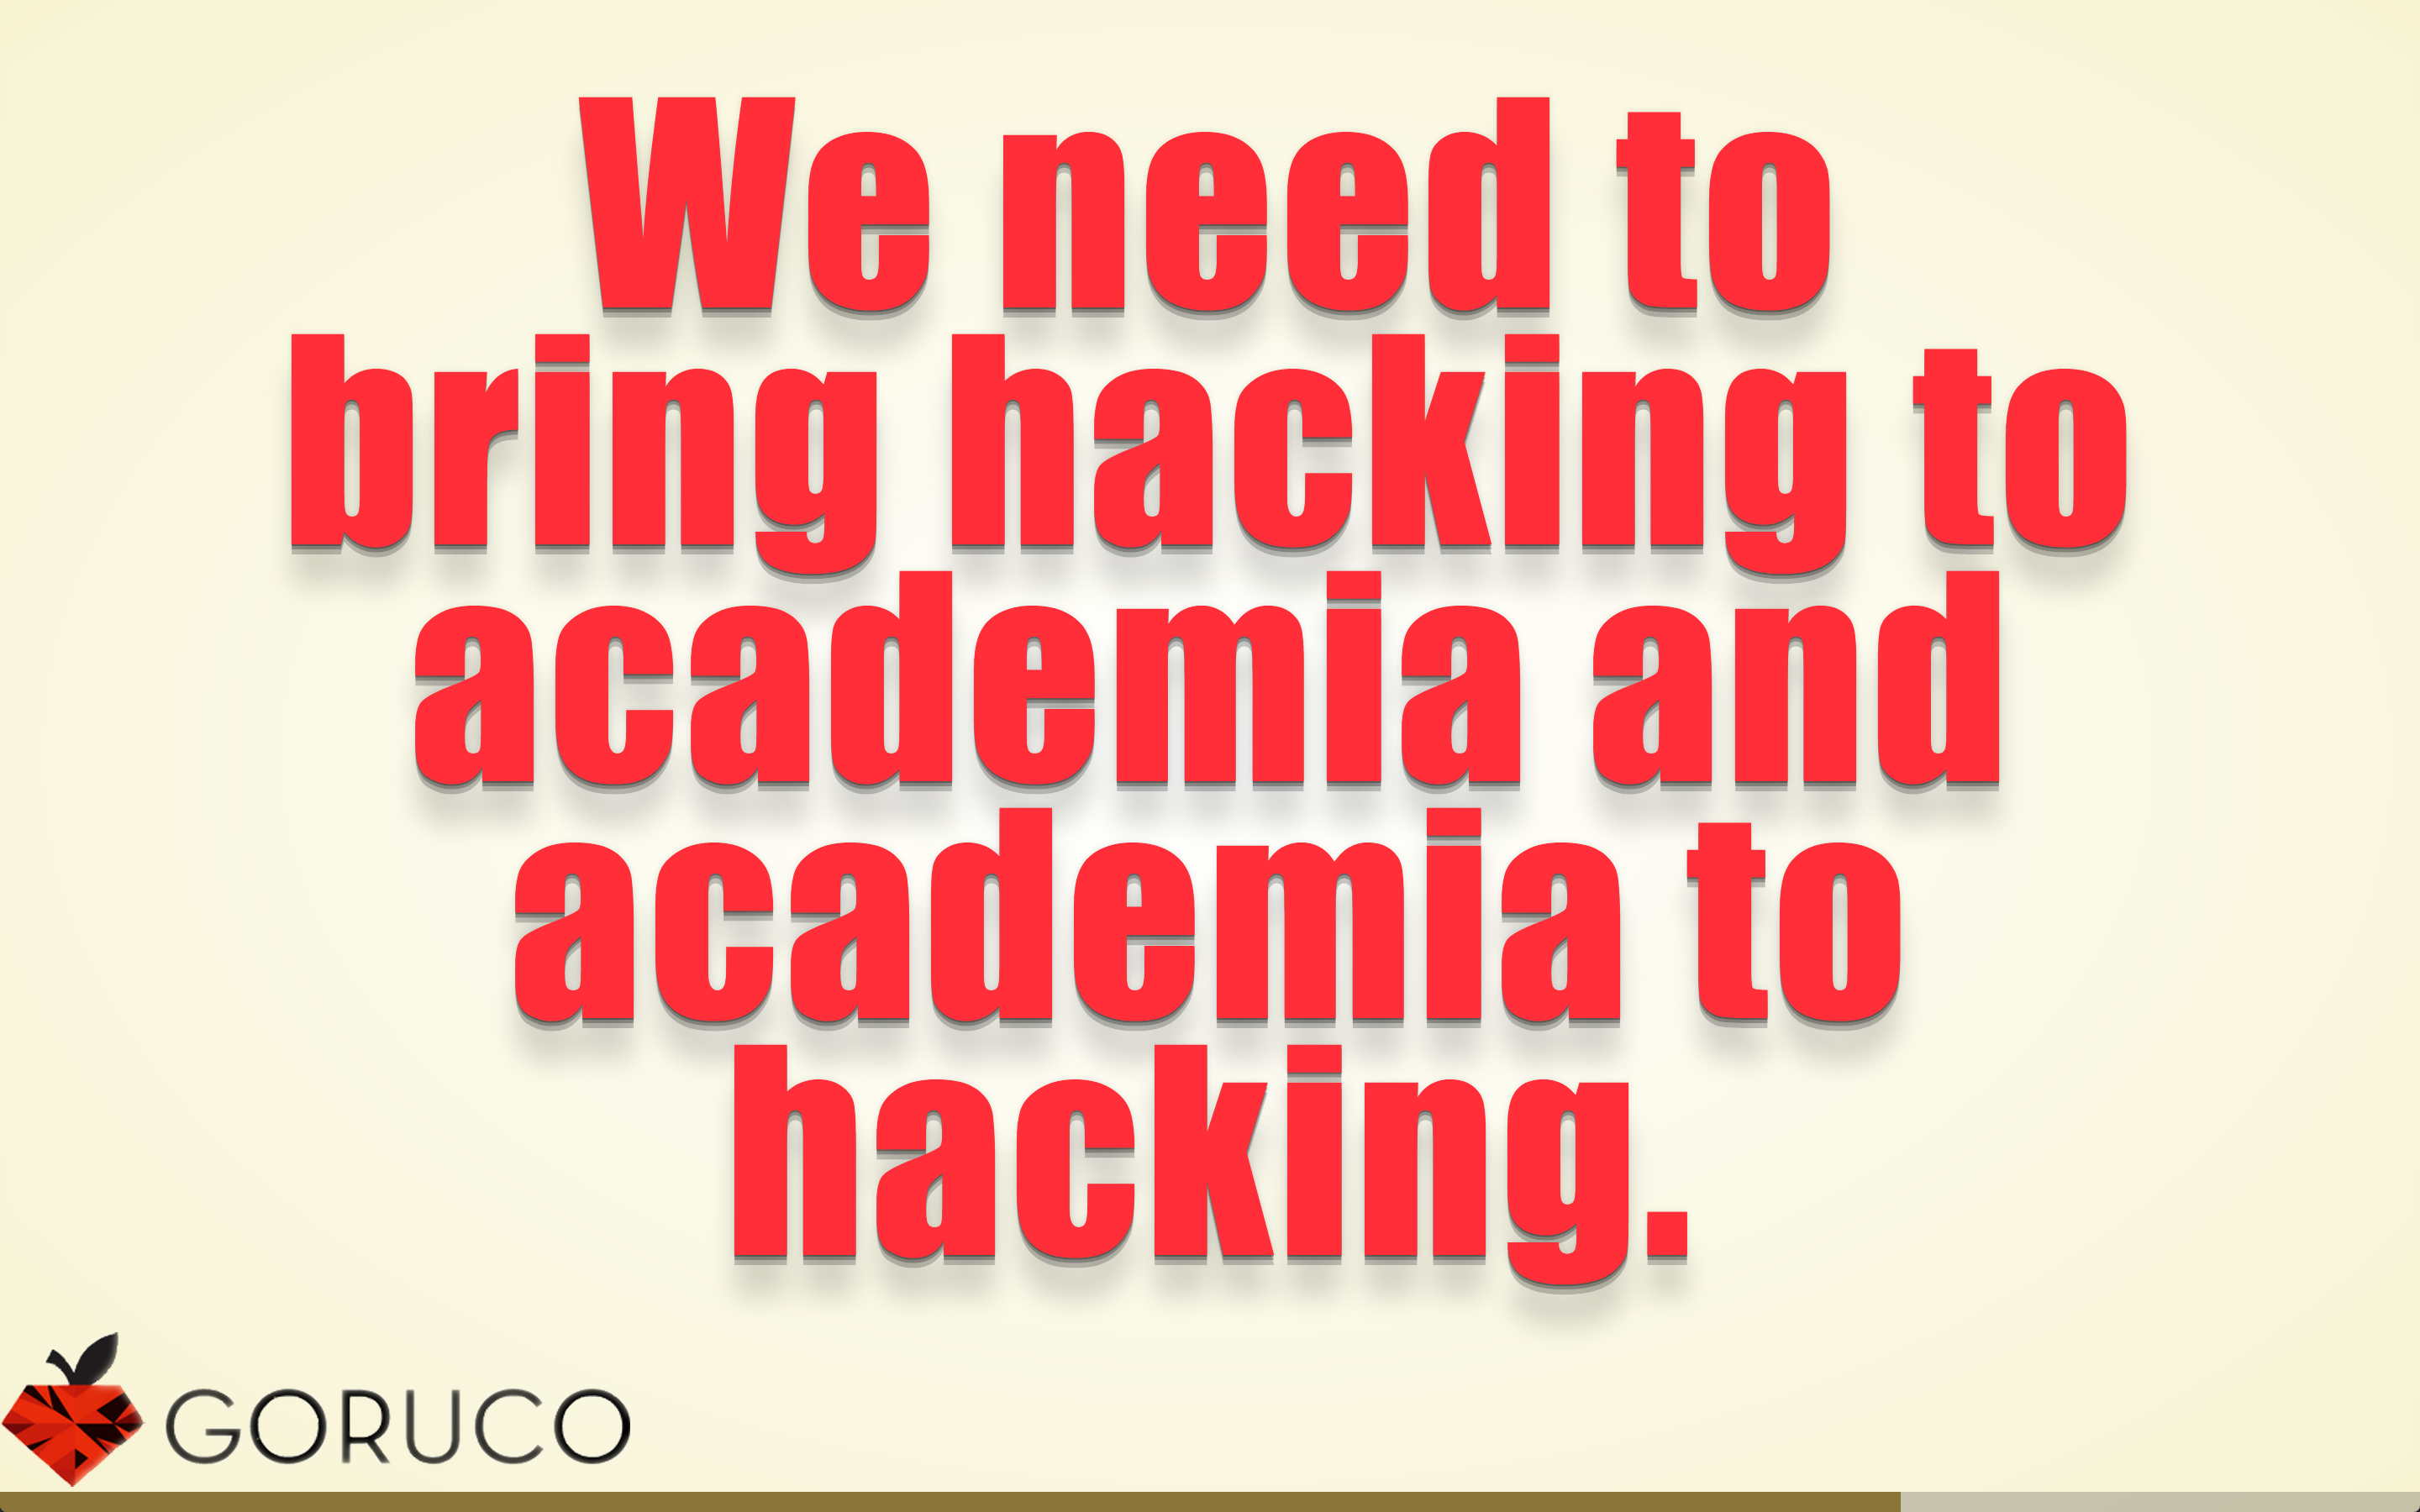 We need to
bring hacking to
academia and
academia to
hacking.
GORUCO